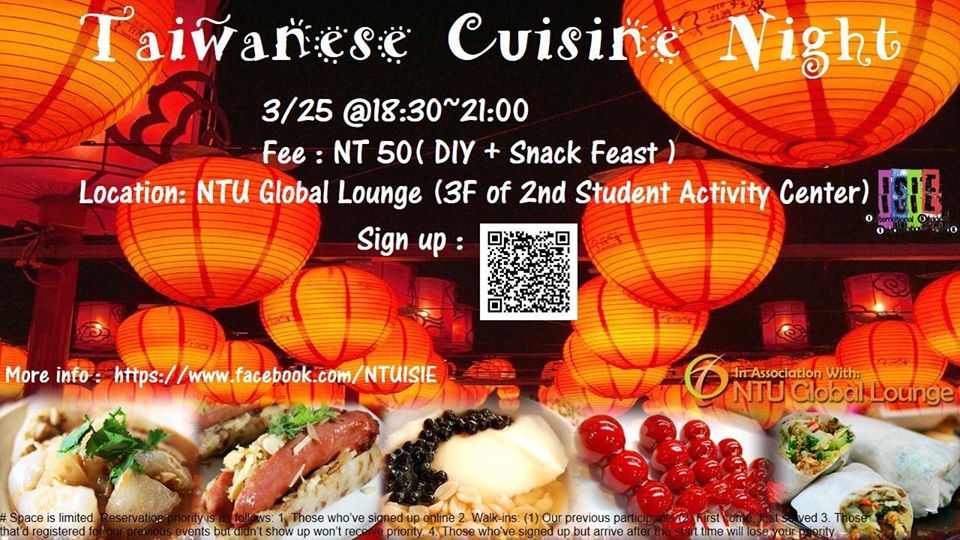 Taiwanese Cuisine Night
3/25 @18:30~21:00
Fee : NT 50( DIY + Snack Feast )
Location: NTU Global Lounge (3F of 2nd Student Activity Center)
ISIE
Sign up :
More info : https://www.facebook.com/NTUISIE
In Association With:
NTU Global Lounge
# Space is limited. Reservation priority is as follows: 1. Those who've signed up online 2. Walk-ins: (1) Our previous participants (2) First come, first served 3. Those
that'd registered for our previous events but didn't show up won't receive priority. 4. Those who've signed up but arrive after the start time will lose your priority.